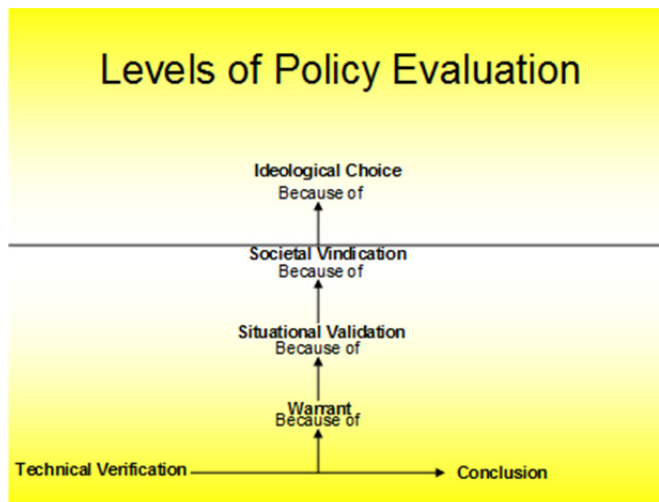 Levels of Policy Evaluation
Ideological Choice
Because of
Societal Vindication
Because of
Situational Validation
Because of
Warrant
Because of
Technical Verification
Conclusion